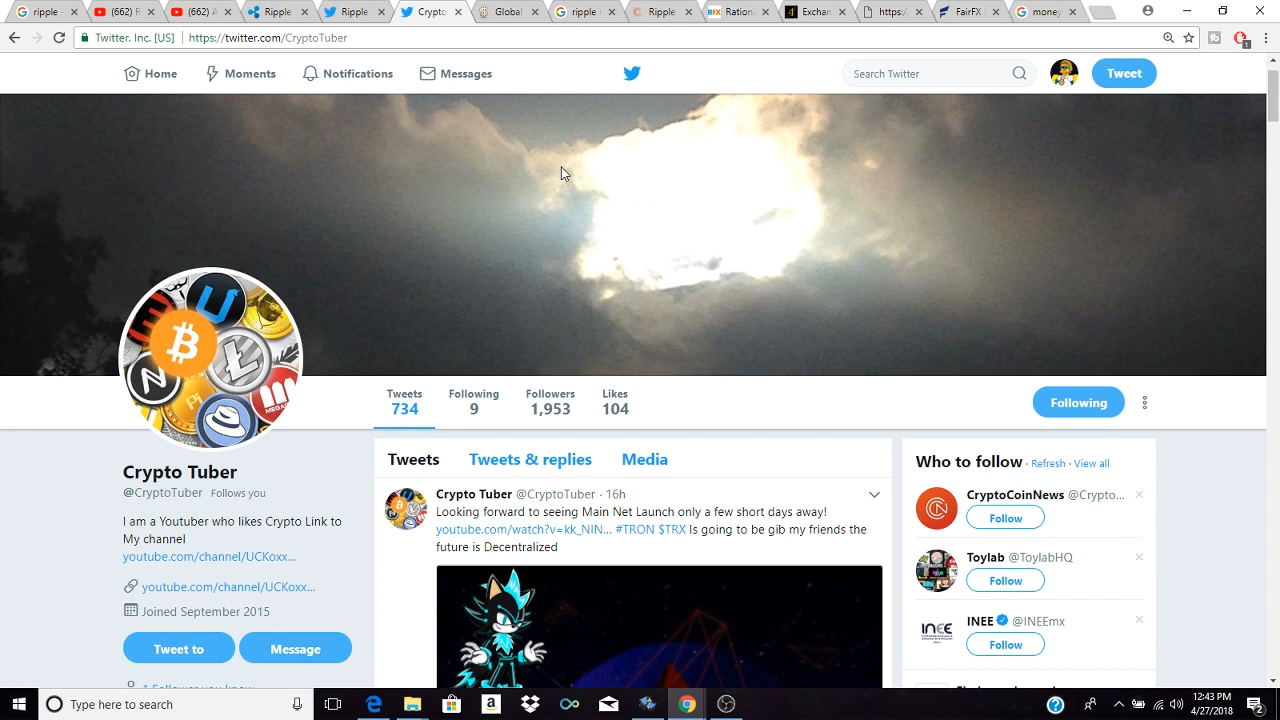 ripple -
(662) R
(662) A
Ripple
Ripple
Crypto
Global
ripple
Ripple
Ration
Exchan
https:/
FairFX
money
Twitter, Inc. [US] https://twitter.com/CryptoTuber
Home
Moments
Notifications
Messages
Search Twitter
Tweet
Tweets
Following
Followers
Likes
734
9
1,953
104
Following
Crypto Tuber
@CryptoTuber Follows you
I am a Youtuber who likes Crypto Link to
My channel
youtube.com/channel/UCKoxx...
youtube.com/channel/UCKoxx...
Joined September 2015
Tweet to
Message
1 Follower you know
Tweets
Tweets & replies
Media
Crypto Tuber @CryptoTuber · 16h
Looking forward to seeing Main Net Launch only a few short days away!
youtube.com/watch?v=kk_NIN... #TRON $TRX Is going to be gib my friends the
future is Decentralized
Who to follow · Refresh · View all
CryptoCoinNews @Crypto...
Follow
Toylab @ToylabHQ
Follow
INEE @INEEmx
Follow
Type here to search
12:43 PM
4/27/2018